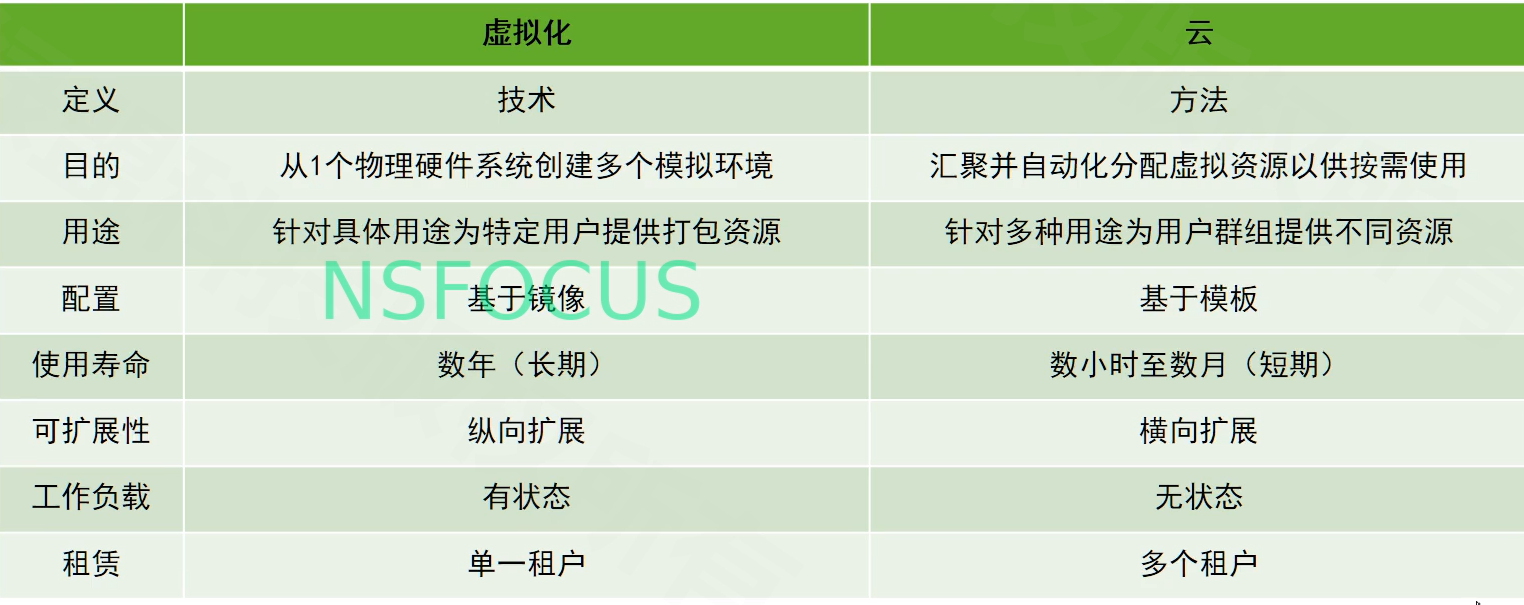 虚拟化 云
定义 技术 方法
目的 从1个物理硬件系统创建多个模拟环境 汇聚并自动化分配虚拟资源以供按需使用
用途 针对具体用途为特定用户提供打包资源 针对多种用途为用户群组提供不同资源
NSFOCUS
配置 基于镜像 基于模板
使用寿命 数年（长期） 数小时至数月（短期）
可扩展性 纵向扩展 横向扩展
工作负载 有状态 无状态
租赁 单一租户 多个租户